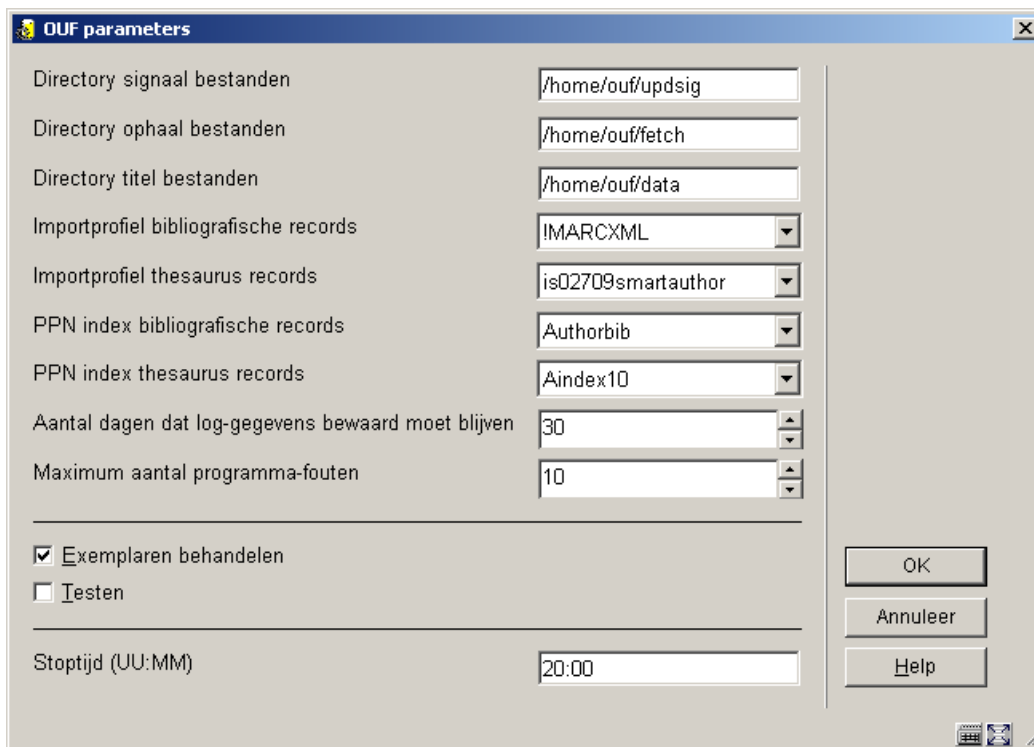 OUF parameters
Directory signaal bestanden /home/ouf/updsig
Directory ophaal bestanden /home/ouf/fetch
Directory titel bestanden /home/ouf/data
Importprofiel bibliografische records !MARCXML
Importprofiel thesaurus records is02709smartauthor
PPN index bibliografische records Authorbib
PPN index thesaurus records Aindex10
Aantal dagen dat log-gegevens bewaard moet blijven 30
Maximum aantal programma-fouten 10
Exemplaren behandelen
OK
Testen
Annuleer
Stoptijd (UU:MM) 20:00
Help